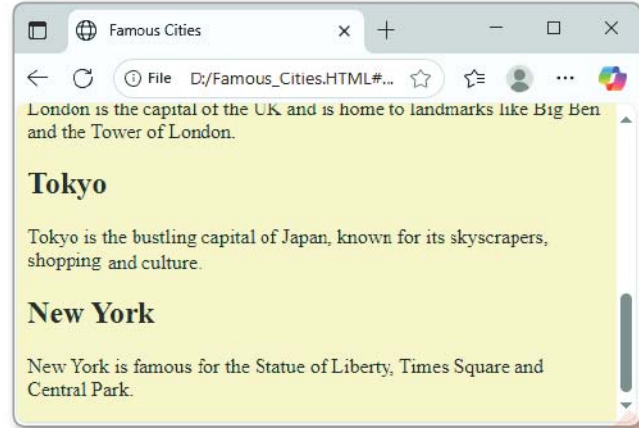 Famous Cities
File D:/Famous_Cities.HTML#...
London is the capital of the UK and is home to landmarks like Big Ben
and the Tower of London.
Tokyo
Tokyo is the bustling capital of Japan, known for its skyscrapers,
shopping and culture.
New York
New York is famous for the Statue of Liberty, Times Square and
Central Park.